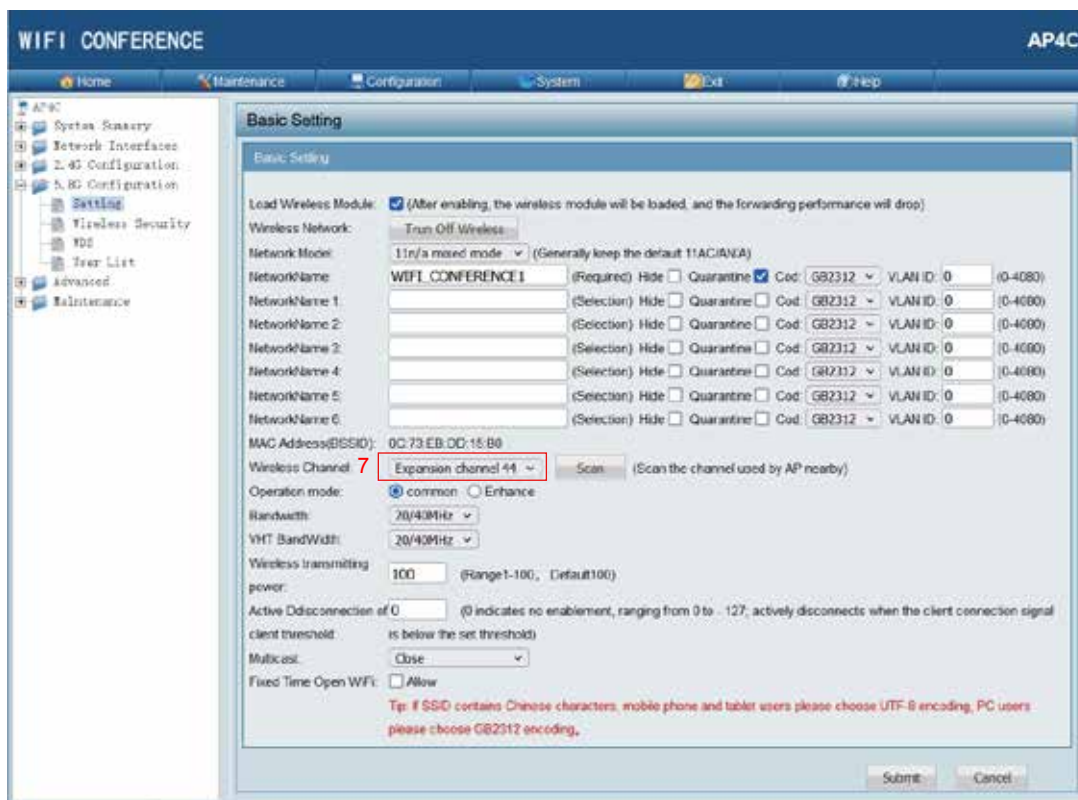 WIFI CONFERENCE
AP4C
Home Maintenance Configuration System Exit Help
AP4C
System Summary
Network Interfaces
2.4G Configuration
5.8G Configuration
Setting
Wireless Security
WDS
User List
Advanced
Maintenance
Basic Setting
Basic Setting
Load Wireless Module: (After enabling, the wireless module will be loaded, and the forwarding performance will drop)
Wireless Network: Trun Off Wireless
Network Model: 11n/a mixed mode (Generally keep the default 11AC/AN/A)
NetworkName: WIFI_CONFERENCE1 (Required) Hide Quarantine Cod: GB2312 VLAN ID: 0 (0-4080)
NetworkName 1: (Selection) Hide Quarantine Cod: GB2312 VLAN ID: 0 (0-4080)
NetworkName 2: (Selection) Hide Quarantine Cod: GB2312 VLAN ID: 0 (0-4080)
NetworkName 3: (Selection) Hide Quarantine Cod: GB2312 VLAN ID: 0 (0-4080)
NetworkName 4: (Selection) Hide Quarantine Cod: GB2312 VLAN ID: 0 (0-4080)
NetworkName 5: (Selection) Hide Quarantine Cod: GB2312 VLAN ID: 0 (0-4080)
NetworkName 6: (Selection) Hide Quarantine Cod: GB2312 VLAN ID: 0 (0-4080)
MAC Address(BSSID): 0C:73:EB:DD:15:B0
Wireless Channel: 7 Expansion channel 44 Scan (Scan the channel used by AP nearby)
Operation mode: common Enhance
Bandwidth: 20/40MHz
VHT BandWidth: 20/40MHz
Wireless transmitting
power: 100 (Range1-100, Default100)
Active Ddisconnection of 0 (0 indicates no enablement, ranging from 0 to - 127; actively disconnects when the client connection signal
client threshold: is below the set threshold)
Multicast: Close
Fixed Time Open WiFi: Allow
Tip: If SSID contains Chinese characters, mobile phone and tablet users please choose UTF-8 encoding, PC users
please choose GB2312 encoding。
Submit Cancel